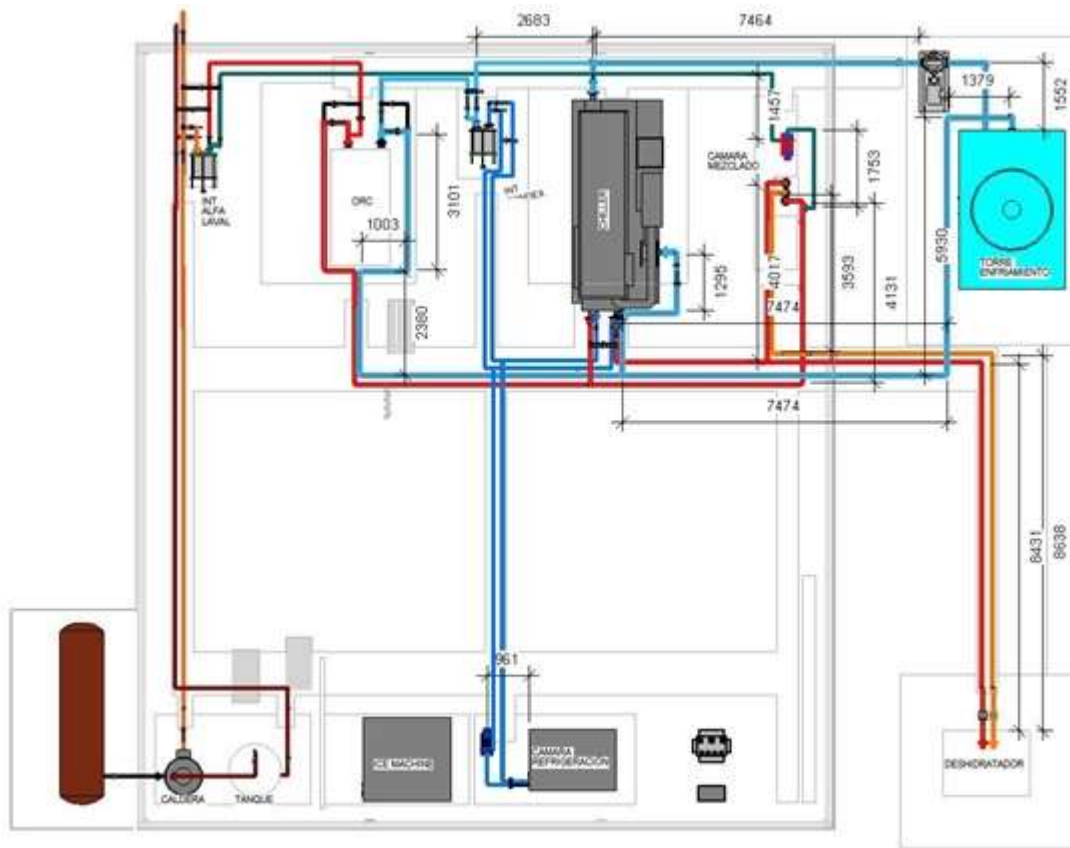 2683
7464
1379
1552
1457
CAMARA
MEZCLADO
1753
INT
ALFA
LAVAL
ORC
INT
3101
1003
CHILLER
1295
4017
3593
4131
5930
TORRE
ENFRIAMIENTO
7474
2380
7474
8431
8638
961
ICE MACHINE
CAMARA
REFRIGERACION
DESHIDRATADOR
CALDERA
TANQUE